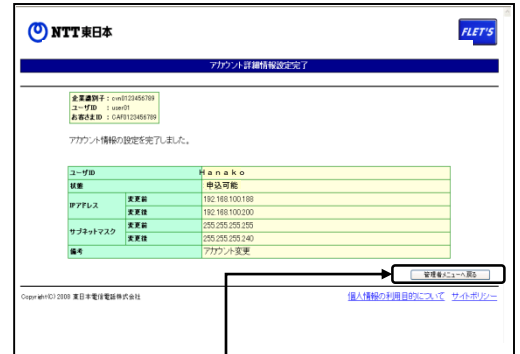 NTT東日本
FLET'S
アカウント詳細情報設定完了
企業識別子：cvn0123456789
ユーザID ：user01
お客さまID ：CAF0123456789
アカウント情報の設定を完了しました。
ユーザID Hanako
状態 申込可能
IPアドレス 変更前 192.168.100.188
変更後 192.168.100.200
サブネットマスク 変更前 255.255.255.255
変更後 255.255.255.240
備考 アカウント変更
管理者メニューへ戻る
Copyright(C) 2009 東日本電信電話株式会社
個人情報の利用目的について サイトポリシー